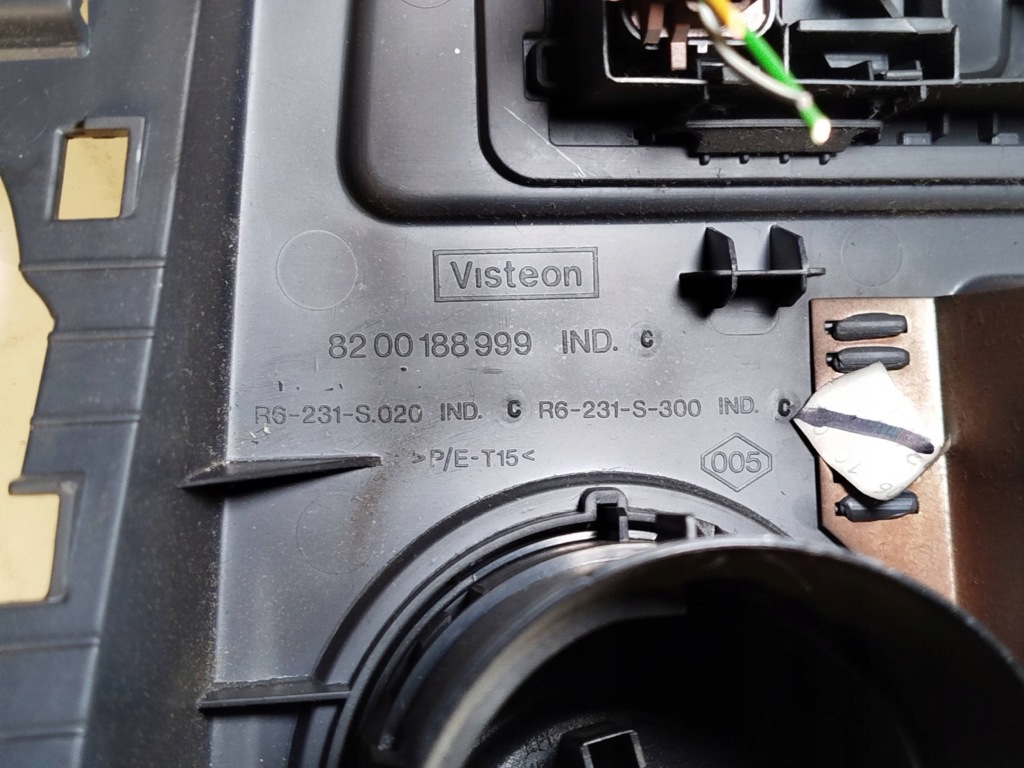 Visteon
8200188999 IND. C
R6-231-S.020 IND. C R6-231-S-300 IND. C
>P/E-T15< 005